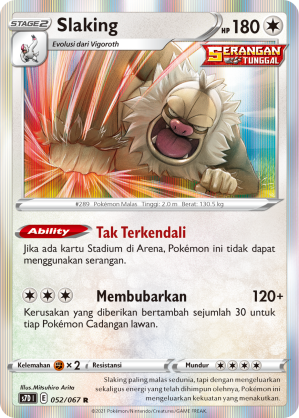 STAGE2
Slaking
HP 180
Evolusi dari Vigoroth
SERANGAN
TUNGGAL
#289 Pokémon Malas Tinggi: 2.0 m Berat: 130.5 kg
Ability
Tak Terkendali
Jika ada kartu Stadium di Arena, Pokémon ini tidak dapat
menggunakan serangan.
Membubarkan 120+
Kerusakan yang diberikan bertambah sejumlah 30 untuk
tiap Pokémon Cadangan lawan.
Kelemahan ×2 Resistansi Mundur
Illus. Mitsuhiro Arita
S7D I E 052/067 R
Slaking paling malas sedunia, tapi dengan mengeluarkan
sekaligus energi yang telah dihimpun olehnya, Pokémon ini
mengeluarkan kekuatan yang menakutkan.
©2021 Pokémon/Nintendo/Creatures/GAME FREAK.